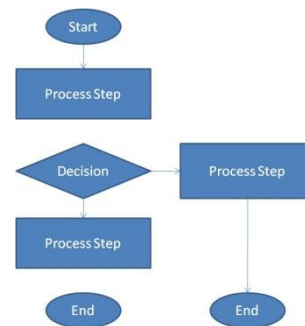 Start
Process Step
Decision
Process Step
Process Step
End
End